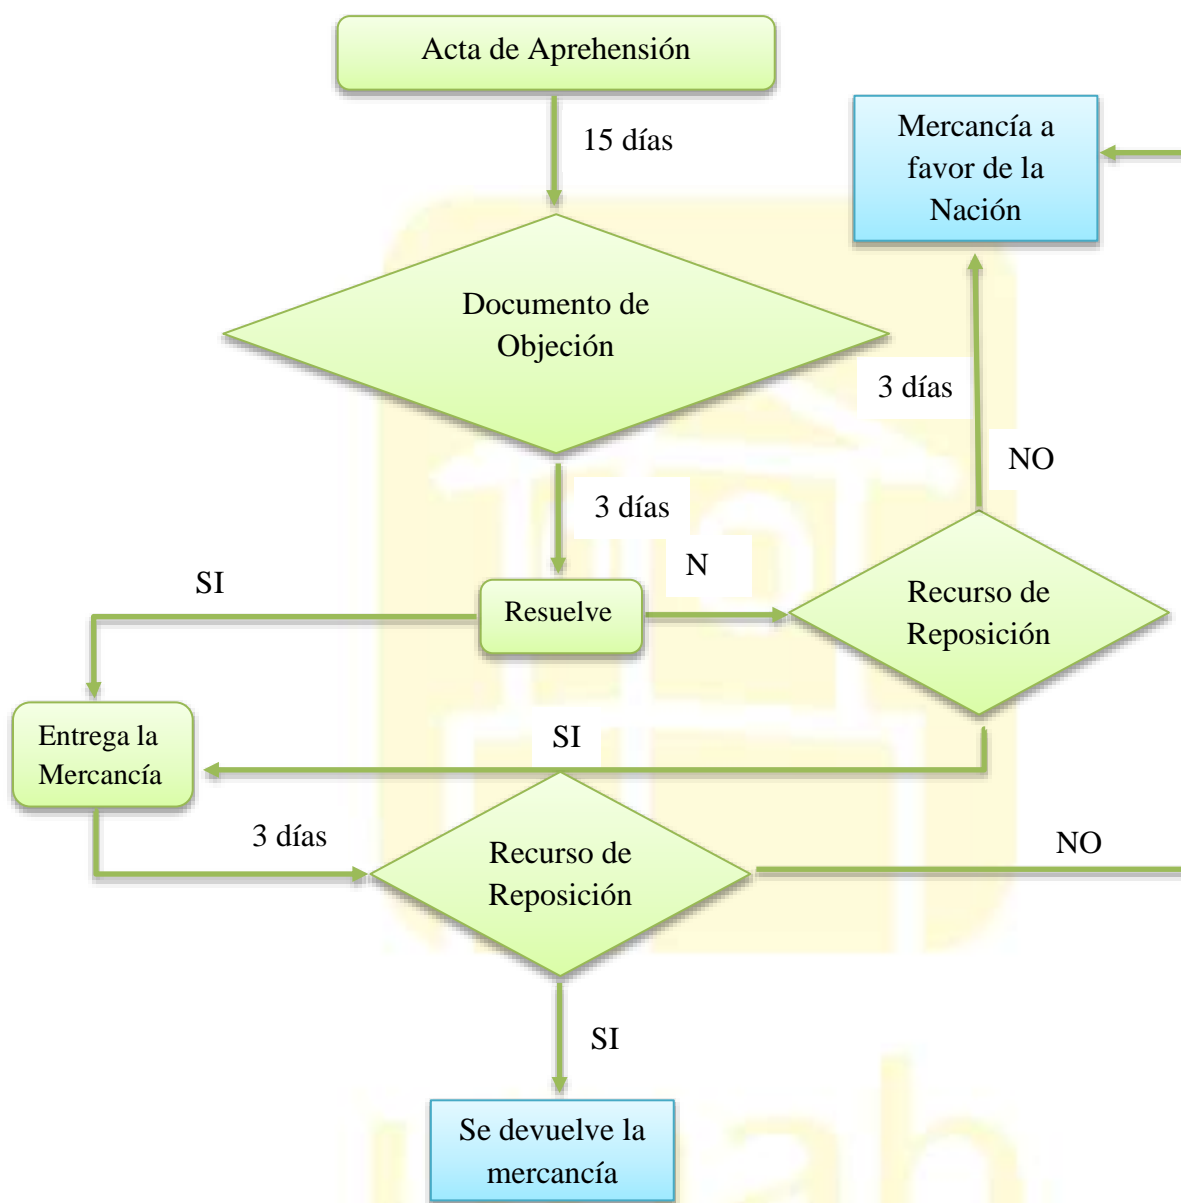 Acta de Aprehensión
15 días
Mercancía a
favor de la
Nación
Documento de
Objeción
3 días
NO
3 días
N
SI
Resuelve
Recurso de
Reposición
Entrega la
Mercancía
SI
3 días
Recurso de
Reposición
NO
SI
Se devuelve la
mercancía